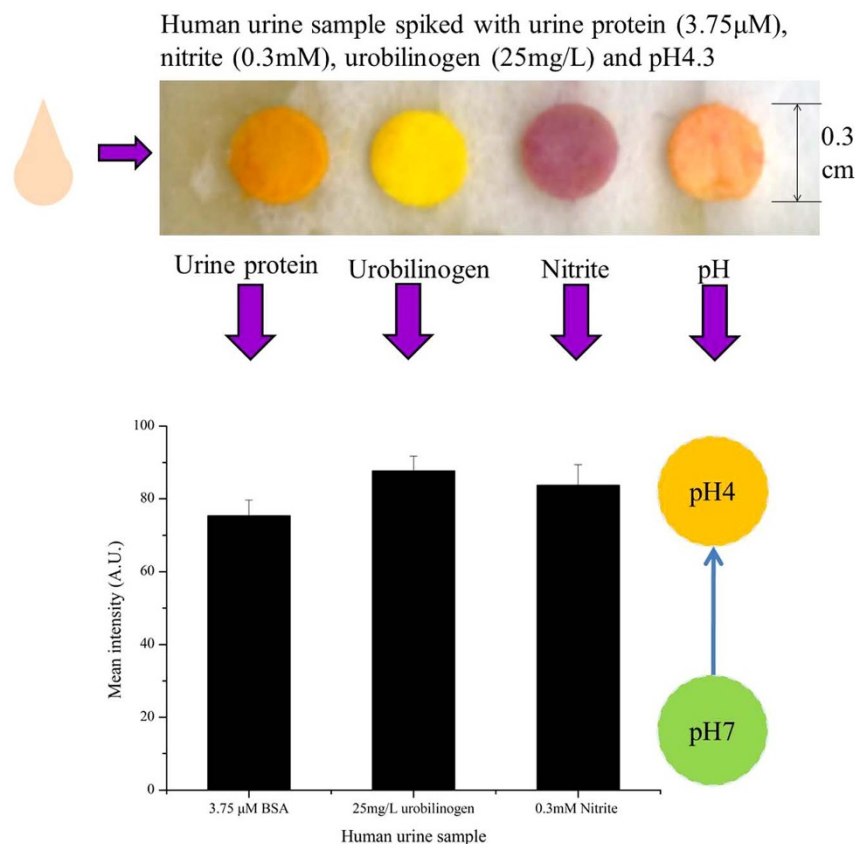 Human urine sample spiked with urine protein (3.75μM),
nitrite (0.3mM), urobilinogen (25mg/L) and pH4.3
0.3
cm
Urine protein
Urobilinogen
Nitrite
pH
100
80
60
40
20
0
Mean intensity (A.U.)
3.75 μM BSA
25mg/L urobilinogen
0.3mM Nitrite
Human urine sample
pH4
pH7